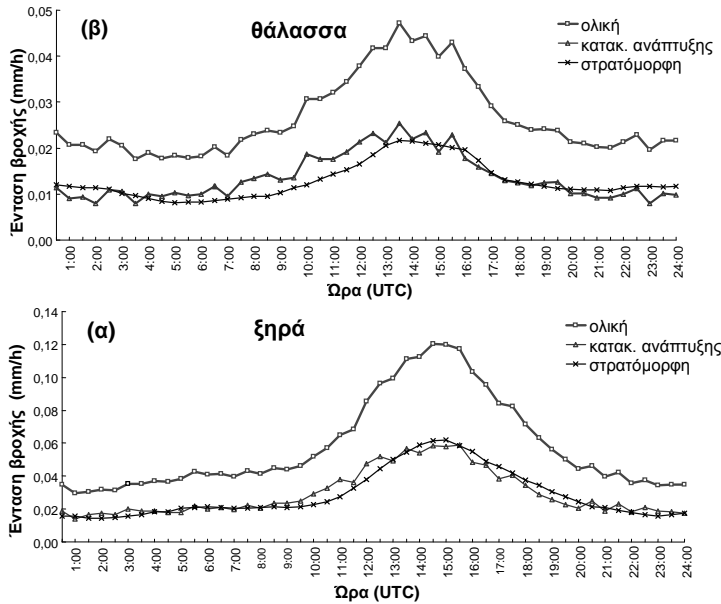 (β)
θάλασσα
ολική
κατακ. ανάπτυξης
στρατόμορφη
Ένταση βροχής (mm/h)
0,05
0,04
0,03
0,02
0,01
0,00
1:00 2:00 3:00 4:00 5:00 6:00 7:00 8:00 9:00 10:00 11:00 12:00 13:00 14:00 15:00 16:00 17:00 18:00 19:00 20:00 21:00 22:00 23:00 24:00
Ώρα (UTC)
(α)
ξηρά
ολική
κατακ. ανάπτυξης
στρατόμορφη
Ένταση βροχής (mm/h)
0,14
0,12
0,10
0,08
0,06
0,04
0,02
0,00
1:00 2:00 3:00 4:00 5:00 6:00 7:00 8:00 9:00 10:00 11:00 12:00 13:00 14:00 15:00 16:00 17:00 18:00 19:00 20:00 21:00 22:00 23:00 24:00
Ώρα (UTC)